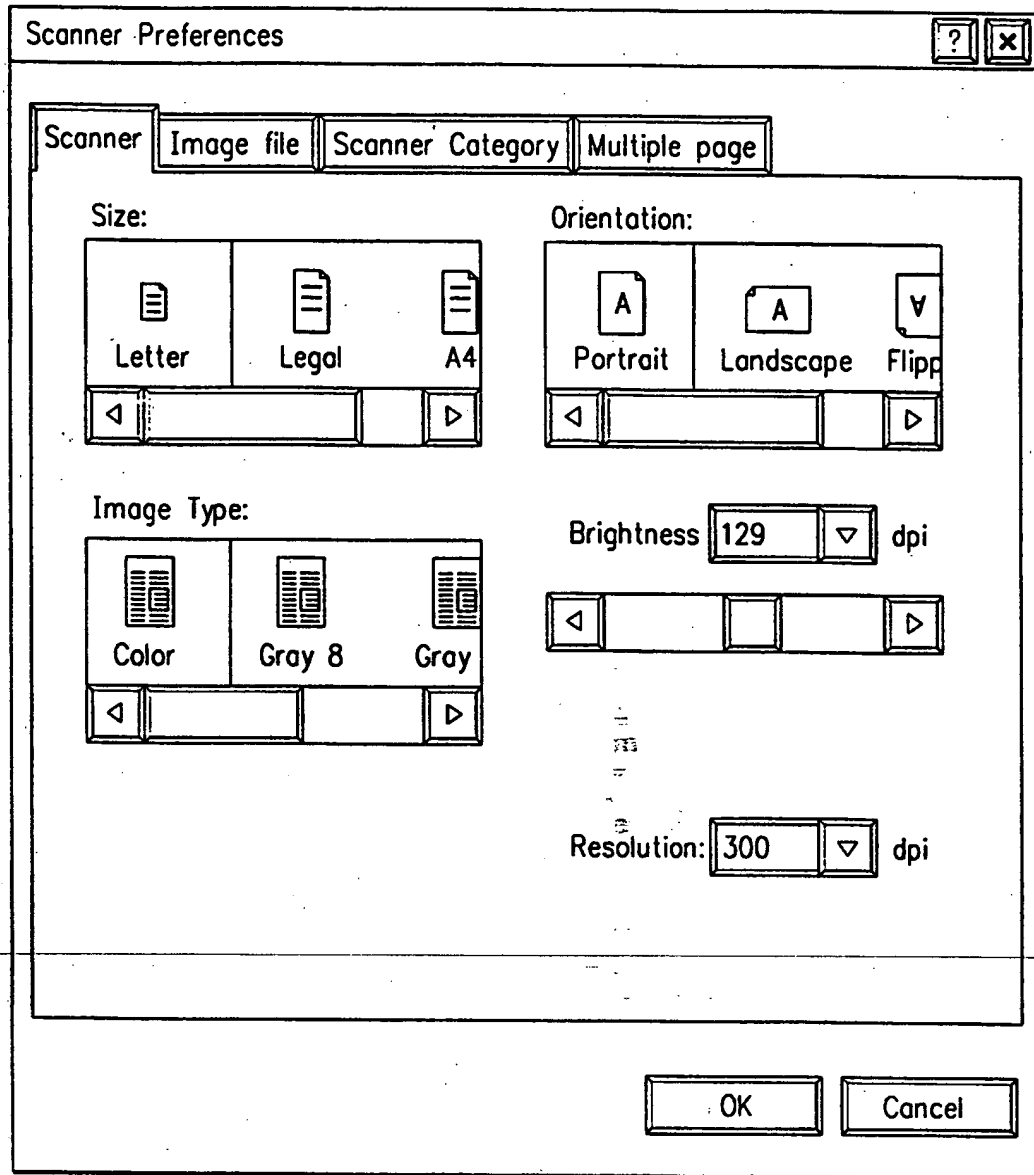 Scanner Preferences ? ×
Scanner Image file Scanner Category Multiple page
Size:
Letter Legal A4
Orientation:
A A A
Portrait Landscape Flipp
Image Type:
Color Gray 8 Gray
Brightness 129 dpi
Resolution: 300 dpi
OK Cancel